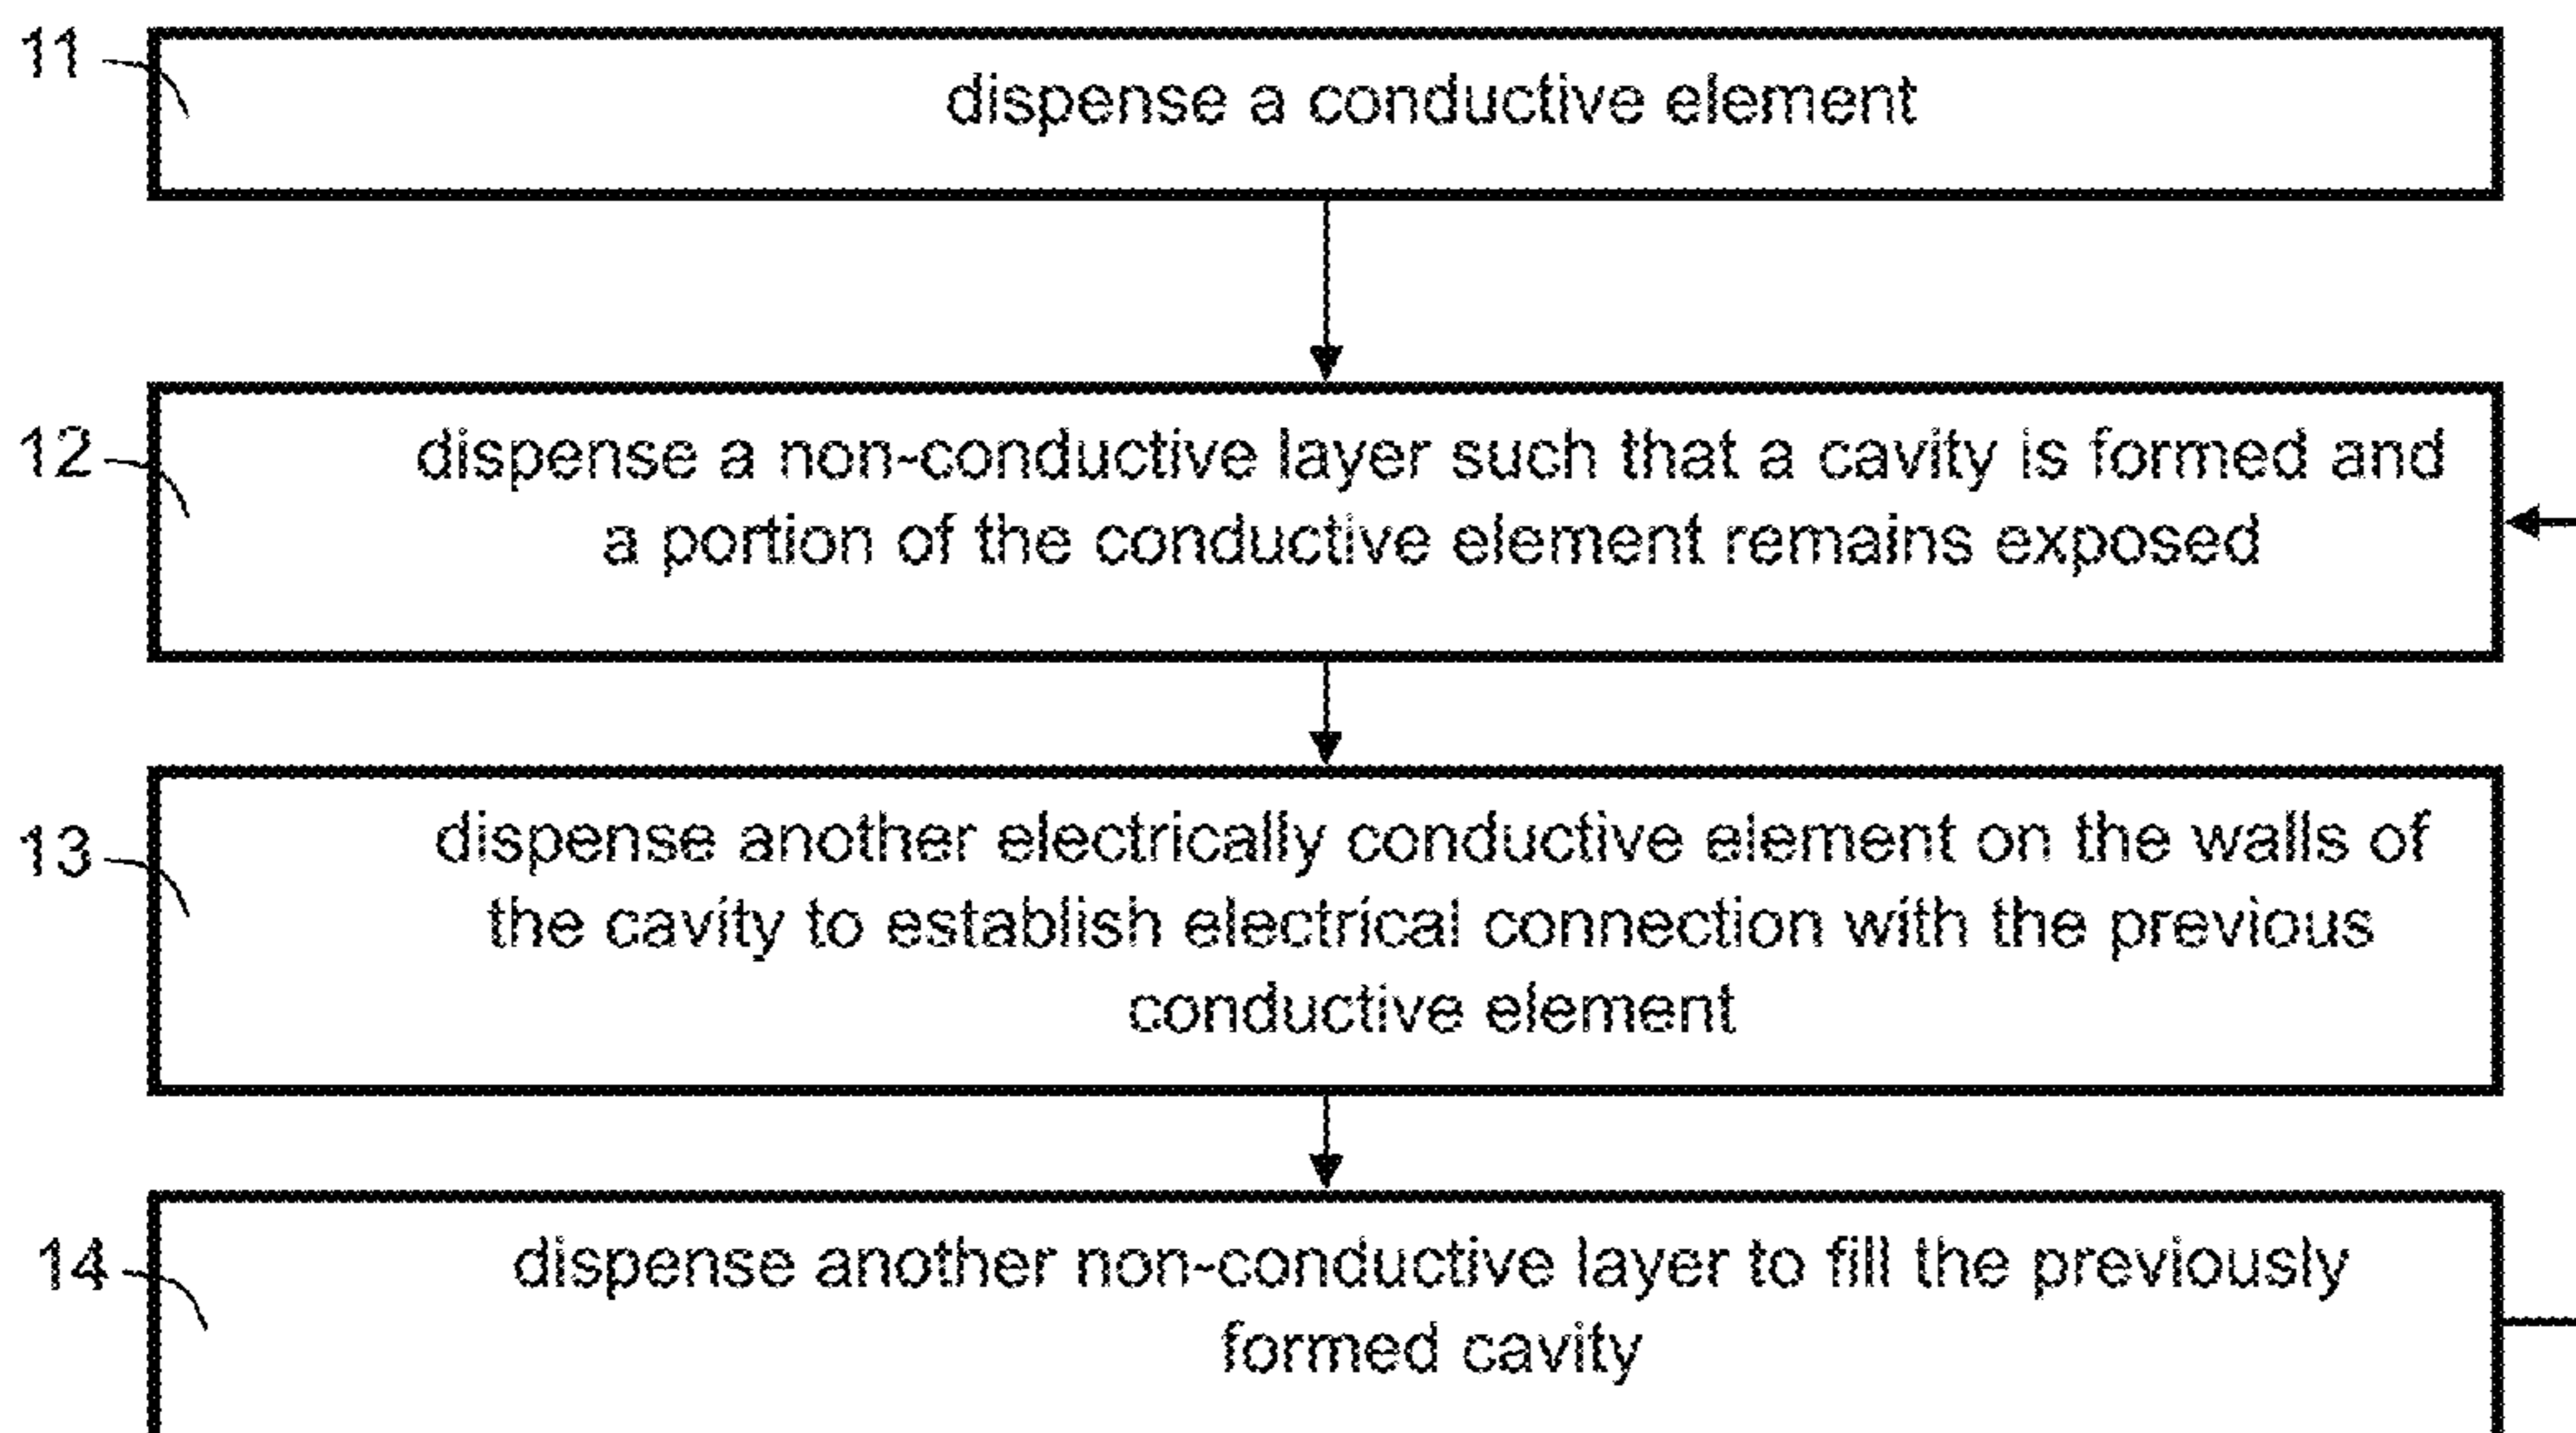 11
dispense a conductive element
12
dispense a non-conductive layer such that a cavity is formed and
a portion of the conductive element remains exposed
13
dispense another electrically conductive element on the walls of
the cavity to establish electrical connection with the previous
conductive element
14
dispense another non-conductive layer to fill the previously
formed cavity